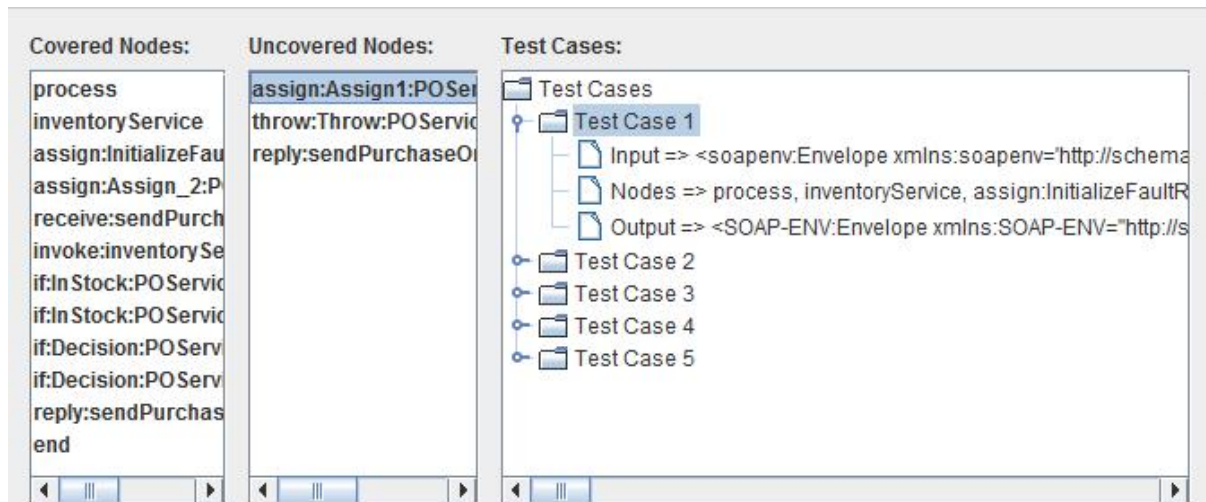 Covered Nodes:
process
inventoryService
assign:InitializeFau
assign:Assign_2:P
receive:sendPurch
invoke:inventorySe
if:InStock:POServic
if:InStock:POServic
if:Decision:POServi
if:Decision:POServi
reply:sendPurchas
end
Uncovered Nodes:
assign:Assign1:POSer
throw:Throw:POServic
reply:sendPurchaseOr
Test Cases:
Test Cases
Test Case 1
Input => <soapenv:Envelope xmlns:soapenv='http://schema
Nodes => process, inventoryService, assign:InitializeFaultR
Output => <SOAP-ENV:Envelope xmlns:SOAP-ENV="http://s
Test Case 2
Test Case 3
Test Case 4
Test Case 5